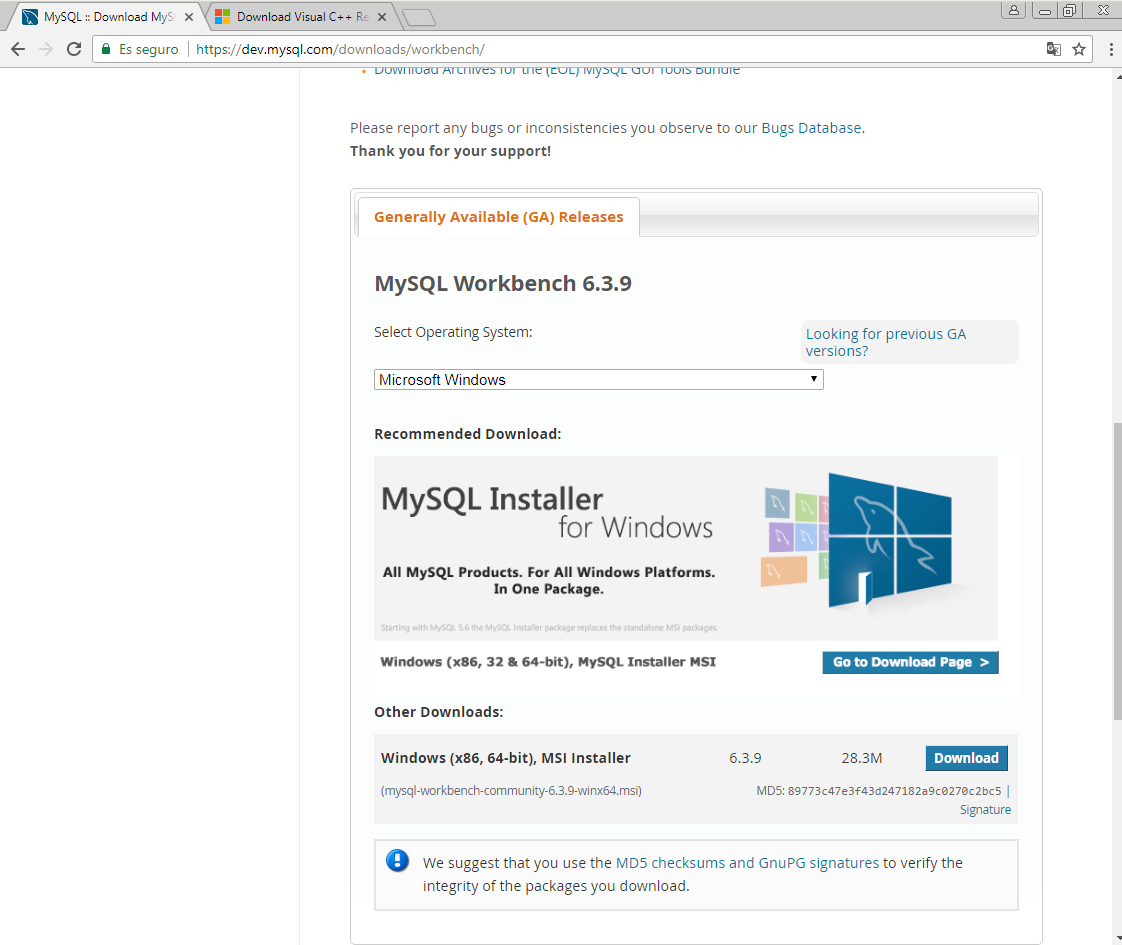 MySQL :: Download MyS
Download Visual C++ Re
Es seguro
https://dev.mysql.com/downloads/workbench/
Download Archives for the (EOL) MySQL GUI Tools Bundle
Please report any bugs or inconsistencies you observe to our Bugs Database.
Thank you for your support!
Generally Available (GA) Releases
MySQL Workbench 6.3.9
Select Operating System:
Looking for previous GA
versions?
Microsoft Windows
Recommended Download:
MySQL Installer
for Windows
All MySQL Products. For All Windows Platforms.
In One Package.
Starting with MySQL 5.6 the MySQL Installer package replaces the standalone MSI packages.
Windows (x86, 32 & 64-bit), MySQL Installer MSI
Go to Download Page >
Other Downloads:
Windows (x86, 64-bit), MSI Installer 6.3.9 28.3M Download
(mysql-workbench-community-6.3.9-winx64.msi) MD5: 89773c47e3f43d247182a9c0270c2bc5 |
Signature
We suggest that you use the MD5 checksums and GnuPG signatures to verify the
integrity of the packages you download.